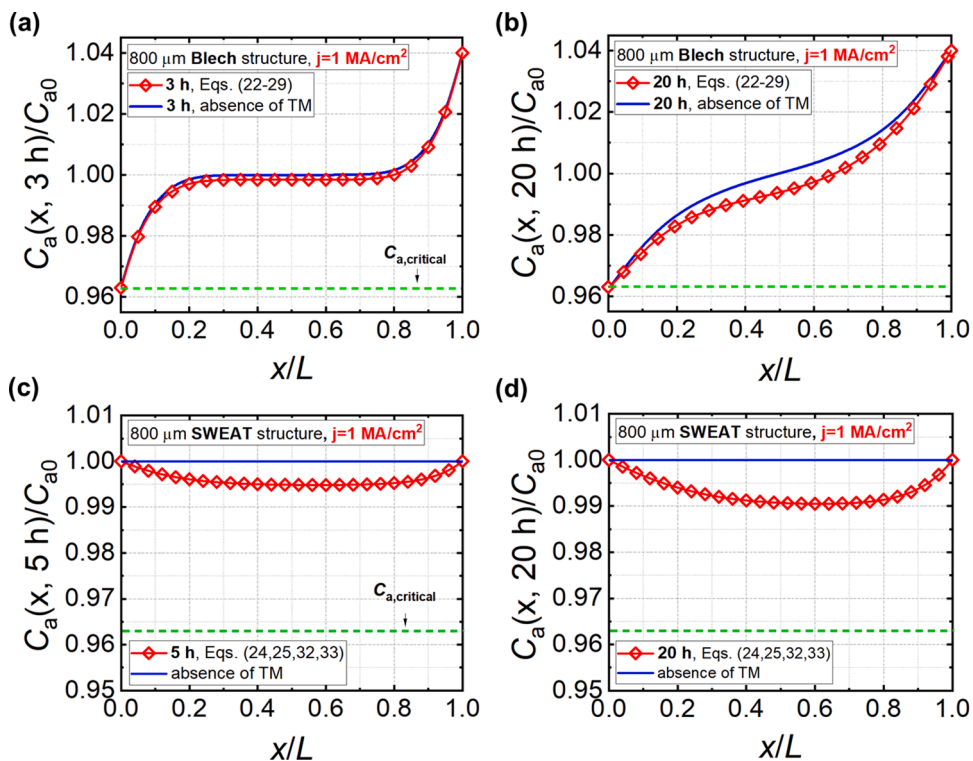 (a)
800 μm Blech structure, j=1 MA/cm²
3 h, Eqs. (22-29)
3 h, absence of TM
Ca,critical
Ca(x, 3 h)/Ca0
1.04
1.02
1.00
0.98
0.96
0.0 0.2 0.4 0.6 0.8 1.0
x/L
(b)
800 μm Blech structure, j=1 MA/cm²
20 h, Eqs. (22-29)
20 h, absence of TM
Ca(x, 20 h)/Ca0
1.04
1.02
1.00
0.98
0.96
0.0 0.2 0.4 0.6 0.8 1.0
x/L
(c)
800 μm SWEAT structure, j=1 MA/cm²
Ca,critical
5 h, Eqs. (24,25,32,33)
absence of TM
Ca(x, 5 h)/Ca0
1.01
1.00
0.99
0.98
0.97
0.96
0.95
0.0 0.2 0.4 0.6 0.8 1.0
x/L
(d)
800 μm SWEAT structure, j=1 MA/cm²
20 h, Eqs. (24,25,32,33)
absence of TM
Ca(x, 20 h)/Ca0
1.01
1.00
0.99
0.98
0.97
0.96
0.95
0.0 0.2 0.4 0.6 0.8 1.0
x/L